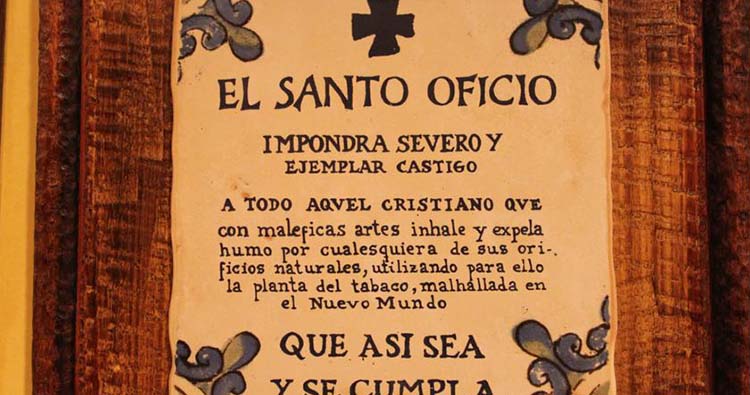 EL SANTO OFICIO
IMPONDRA SEVERO Y
EJEMPLAR CASTIGO
A TODO AQVEL CRISTIANO QVE
con maleficas artes inhale y expela
humo por cualesquiera de sus ori-
ficios naturales, utilizando para ello
la planta del tabaco, malhallada en
el Nuevo Mundo
QUE ASI SEA
Y SE CUMPLA